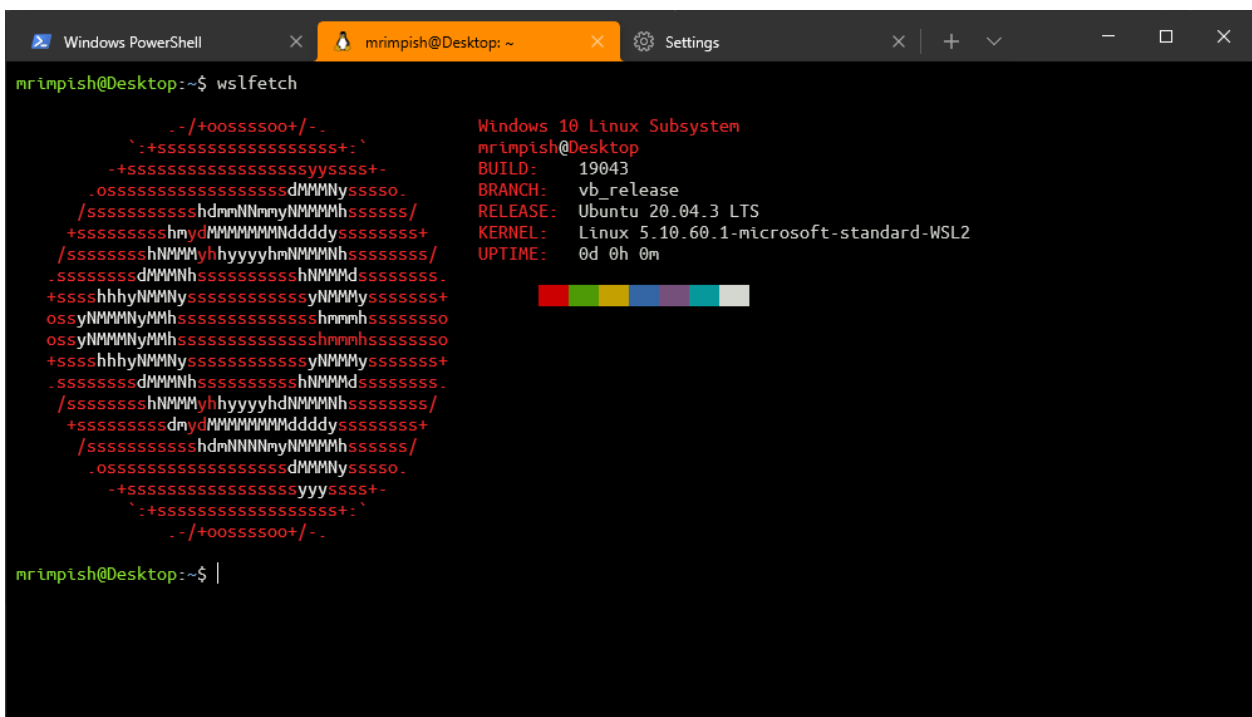 Windows PowerShell
mrimpish@Desktop: ~
Settings
mrimpish@Desktop:~$ wslfetch
.-/+oossssoo+/-.
`:+ssssssssssssssssss+:`
-+ssssssssssssssssssyyssss+-
.ossssssssssssssssssdMMMNysssso.
/ssssssssssshdmmNNmmyNMMMMhssssss/
+ssssssssshmydMMMMMMMNddddyssssssss+
/sssssssshNMMMyhhyyyyhmNMMMNhssssssss/
.ssssssssdMMMNhsssssssssshNMMMdssssssss.
+sssshhhyNMMNyssssssssssssyNMMMysssssss+
ossyNMMMNyMMhsssssssssssssshmmmhssssssso
ossyNMMMNyMMhsssssssssssssshmmmhssssssso
+sssshhhyNMMNyssssssssssssyNMMMysssssss+
.ssssssssdMMMNhsssssssssshNMMMdssssssss.
/sssssssshNMMMyhhyyyyhdNMMMNhssssssss/
+sssssssssdmydMMMMMMMMddddyssssssss+
/ssssssssssshdmNNNNmyNMMMMhssssss/
.ossssssssssssssssssdMMMNysssso.
-+sssssssssssssssssyyyssss+-
`:+ssssssssssssssssss+:`
.-/+oossssoo+/-.
Windows 10 Linux Subsystem
mrimpish@Desktop
BUILD: 19043
BRANCH: vb_release
RELEASE: Ubuntu 20.04.3 LTS
KERNEL: Linux 5.10.60.1-microsoft-standard-WSL2
UPTIME: 0d 0h 0m
mrimpish@Desktop:~$